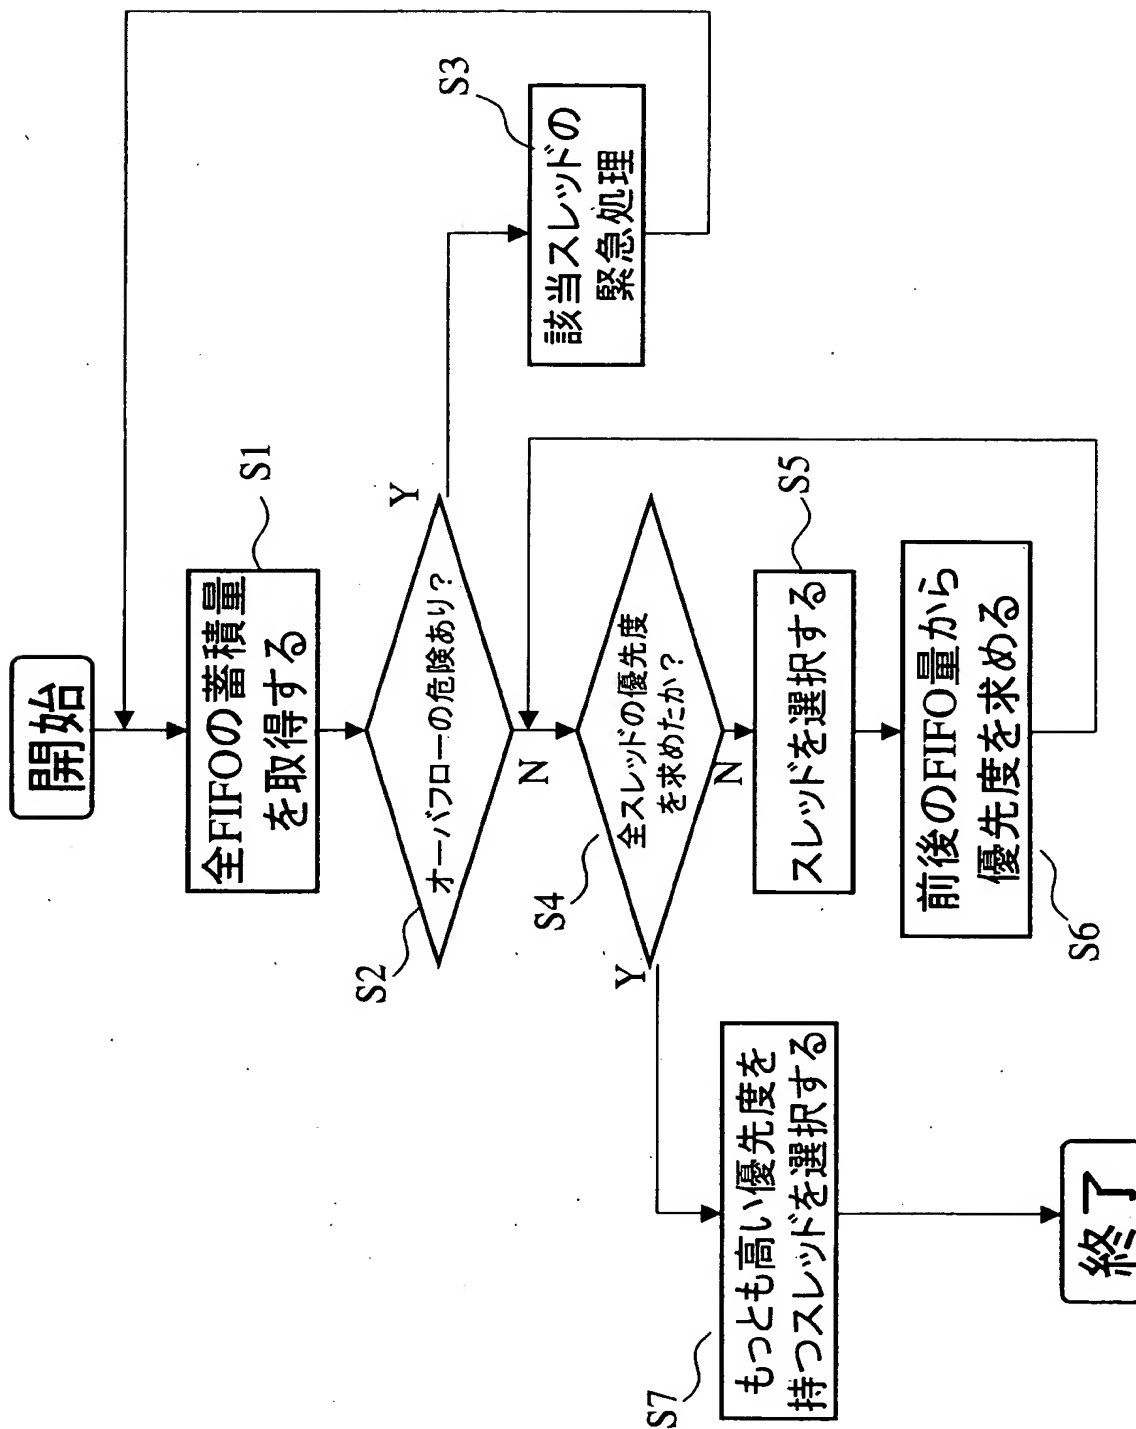 開始
全FIFOの蓄積量
を取得する
S1
オーバフローの危険あり?
S2
Y
N
該当スレッドの
緊急処理
S3
全スレッドの優先度
を求めたか?
S4
Y
N
スレッドを選択する
S5
前後のFIFO量から
優先度を求める
S6
もっとも高い優先度を
持つスレッドを選択する
S7
終了